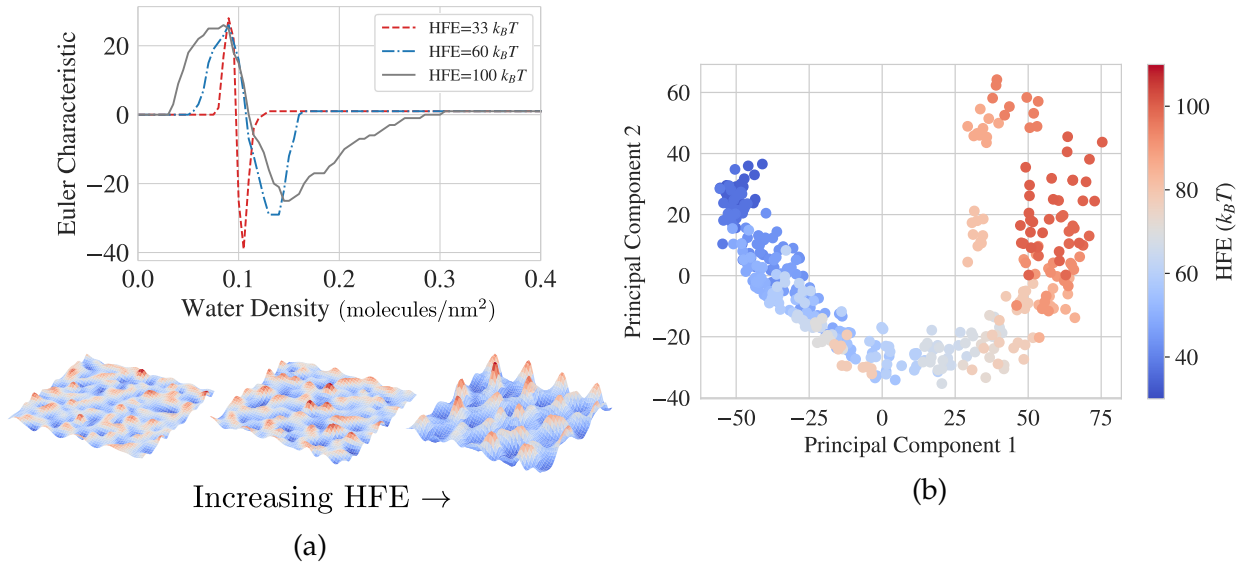 HFE=33 k_BT
HFE=60 k_BT
HFE=100 k_BT
Euler Characteristic
20
0
−20
−40
0.0 0.1 0.2 0.3 0.4
Water Density (molecules/nm²)
Increasing HFE →
(a)
Principal Component 2
60
40
20
0
−20
−40
−50 −25 0 25 50 75
Principal Component 1
100
80
60
40
HFE (k_BT)
(b)